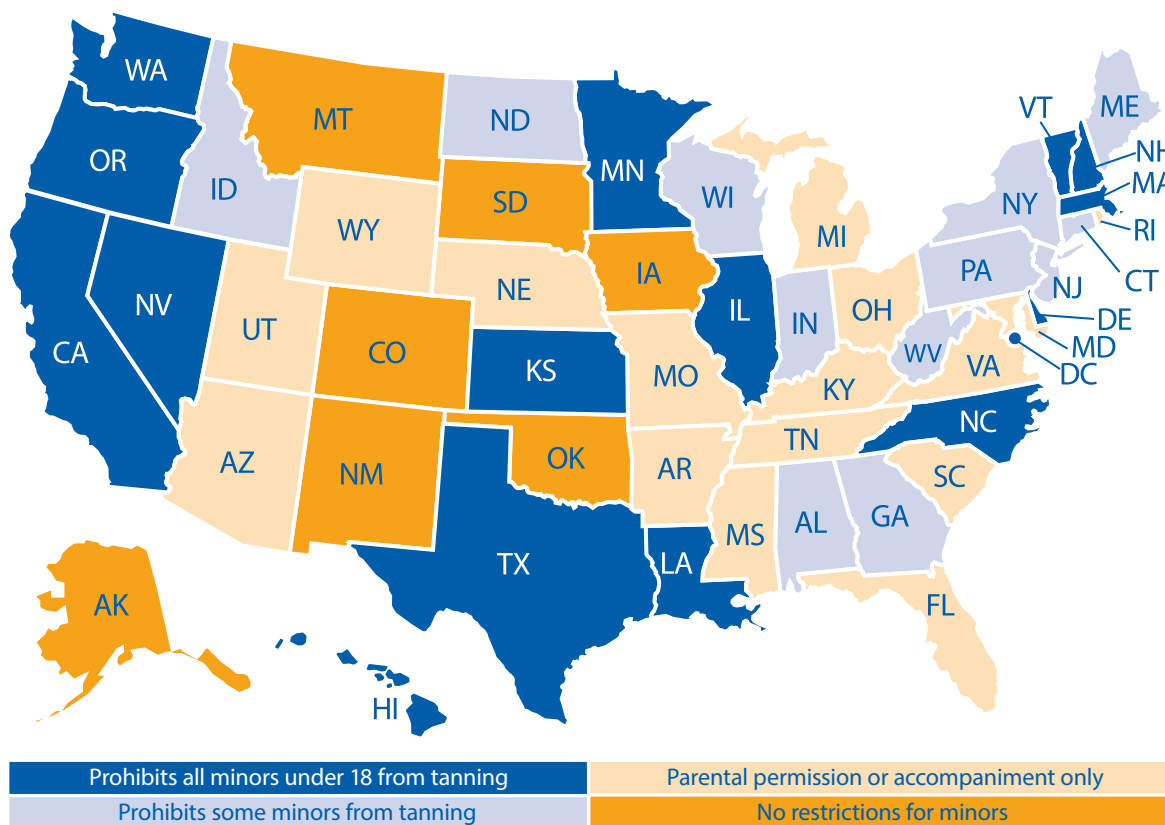 WA
MT
ND
MN
VT
ME
OR
ID
SD
WI
NH
MA
NY
WY
MI
RI
IA
PA
CT
NV
NE
NJ
UT
IL
IN
OH
DE
CA
CO
KS
WV
MD
MO
KY
VA
DC
NC
TN
AZ
NM
OK
AR
SC
MS
AL
GA
TX
LA
AK
FL
HI
Prohibits all minors under 18 from tanning
Parental permission or accompaniment only
Prohibits some minors from tanning
No restrictions for minors